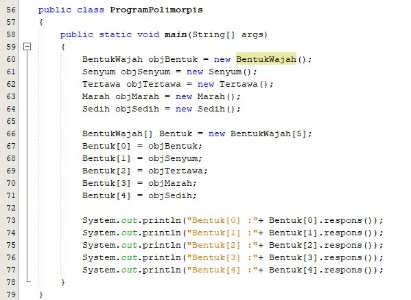 56 public class ProgramPolimorpis
57 {
58 public static void main(String[] args)
59 {
60 BentukWajah objBentuk = new BentukWajah();
61 Senyum objSenyum = new Senyum();
62 Tertawa objTertawa = new Tertawa();
63 Marah objMarah = new Marah();
64 Sedih objSedih = new Sedih();
65
66 BentukWajah[] Bentuk = new BentukWajah[5];
67 Bentuk[0] = objBentuk;
68 Bentuk[1] = objSenyum;
69 Bentuk[2] = objTertawa;
70 Bentuk[3] = objMarah;
71 Bentuk[4] = objSedih;
72
73 System.out.println("Bentuk[0] :"+ Bentuk[0].respons());
74 System.out.println("Bentuk[1] :"+ Bentuk[1].respons());
75 System.out.println("Bentuk[2] :"+ Bentuk[2].respons());
76 System.out.println("Bentuk[3] :"+ Bentuk[3].respons());
77 System.out.println("Bentuk[4] :"+ Bentuk[4].respons());
78 }
79 }